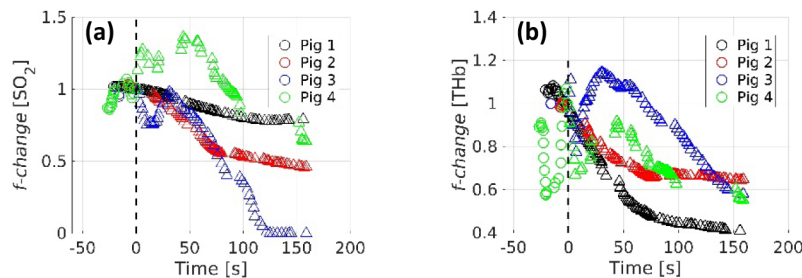 (a)
f-change [SO2]
1.5
1
0.5
0
-50
0
50
100
150
200
Time [s]
Pig 1
Pig 2
Pig 3
Pig 4
(b)
f-change [THb]
1.4
1.2
1
0.8
0.6
0.4
-50
0
50
100
150
200
Time [s]
Pig 1
Pig 2
Pig 3
Pig 4